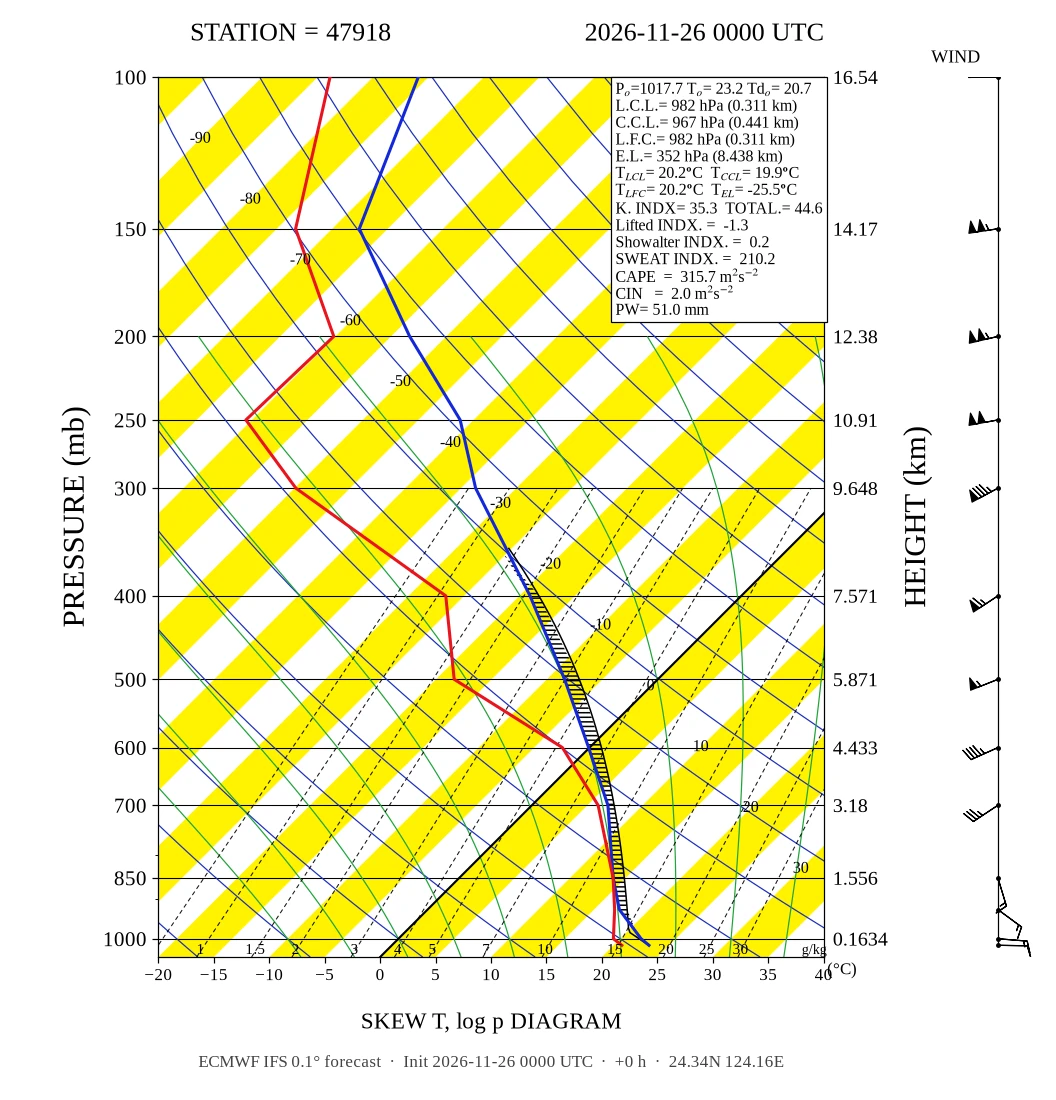 STATION = 47918
2026-11-26 0000 UTC
WIND
100
150
200
250
300
400
500
600
700
850
1000
PRESSURE (mb)
-90
-80
-70
-60
-50
-40
-30
-20
-10
0
10
20
30
Pₒ=1017.7 Tₒ= 23.2 Tdₒ= 20.7
L.C.L.= 982 hPa (0.311 km)
C.C.L.= 967 hPa (0.441 km)
L.F.C.= 982 hPa (0.311 km)
E.L.= 352 hPa (8.438 km)
T_LCL= 20.2°C T_CCL= 19.9°C
T_LFC= 20.2°C T_EL= -25.5°C
K. INDX= 35.3 TOTAL.= 44.6
Lifted INDX. = -1.3
Showalter INDX. = 0.2
SWEAT INDX. = 210.2
CAPE = 315.7 m²s⁻²
CIN = 2.0 m²s⁻²
PW= 51.0 mm
16.54
14.17
12.38
10.91
9.648
7.571
5.871
4.433
3.18
1.556
0.1634
HEIGHT (km)
1 1.5 2 3 4 5 7 10 15 20 25 30 g/kg
−20 −15 −10 −5 0 5 10 15 20 25 30 35 40
(°C)
SKEW T, log p DIAGRAM
ECMWF IFS 0.1° forecast · Init 2026-11-26 0000 UTC · +0 h · 24.34N 124.16E